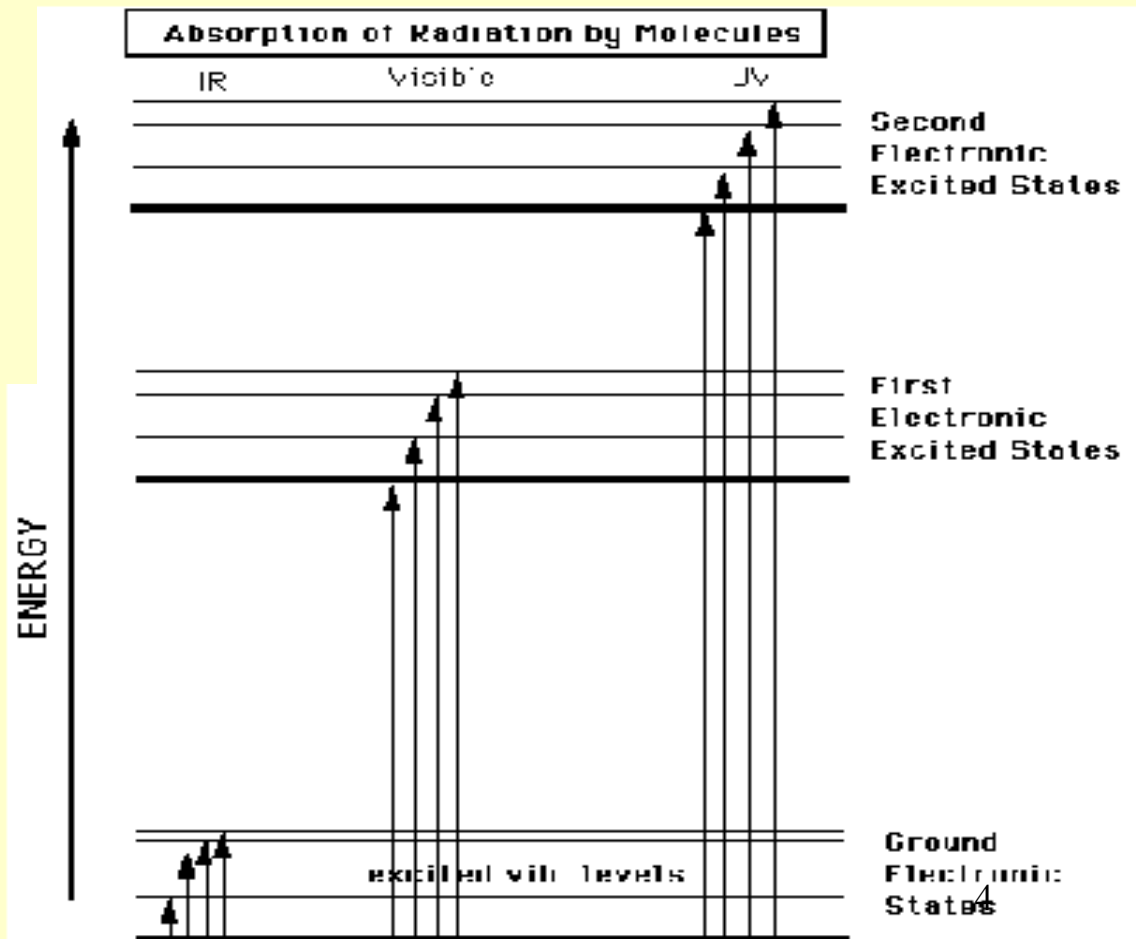 Absorption of Radiation by Molecules
IR Visible UV
Second
Electronic
Excited States
First
Electronic
Excited States
ENERGY
Ground
excited vib levels
Electronic
States
4